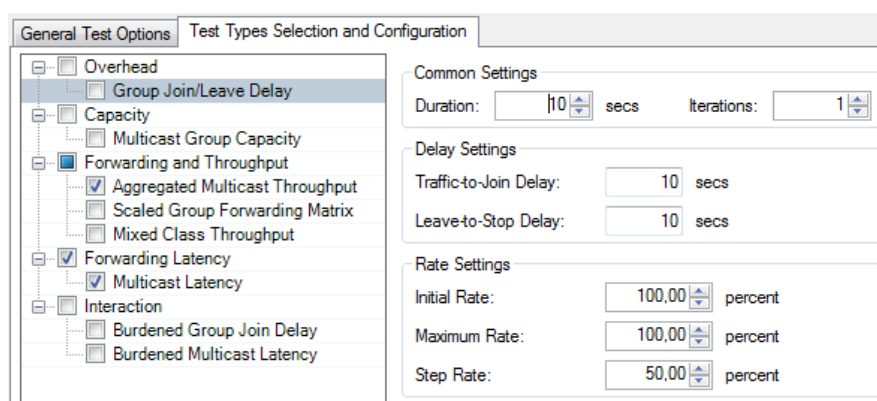 General Test Options
Test Types Selection and Configuration
Overhead
Group Join/Leave Delay
Capacity
Multicast Group Capacity
Forwarding and Throughput
Aggregated Multicast Throughput
Scaled Group Forwarding Matrix
Mixed Class Throughput
Forwarding Latency
Multicast Latency
Interaction
Burdened Group Join Delay
Burdened Multicast Latency
Common Settings
Duration: 10 secs Iterations: 1
Delay Settings
Traffic-to-Join Delay: 10 secs
Leave-to-Stop Delay: 10 secs
Rate Settings
Initial Rate: 100,00 percent
Maximum Rate: 100,00 percent
Step Rate: 50,00 percent